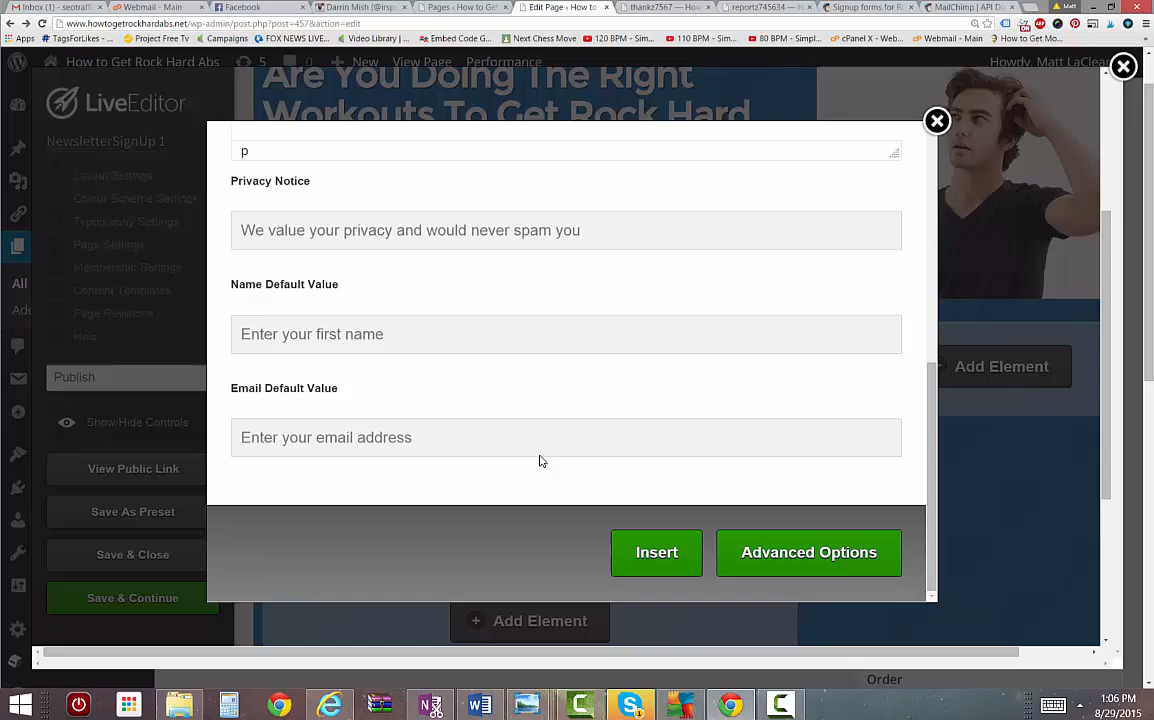 Inbox (1) - seotraff
Webmail - Main
Facebook
Darrin Mish (@irsp
Pages ‹ How to Get
Edit Page ‹ How to
thankz7567 — How
reportz745634 — H
Signup forms for R
MailChimp | API Do
Matt
www.howtogetrockhardabs.net/wp-admin/post.php?post=457&action=edit
Apps
TagsForLikes -
Project Free Tv
Campaigns
FOX NEWS LIVE...
Video Library (...
Embed Code G...
Next Chess Move
120 BPM - Sim...
110 BPM - Sim...
80 BPM - Simpl...
cPanel X - Web...
Webmail - Main
How to Get Mo...
How to Get Rock Hard Abs
5
New
View Page
Performance
Howdy, Matt LaClea
Are You Doing The Right
Workouts To Get Rock Hard
LiveEditor
NewsletterSignUp 1
Layout Settings
Colour Scheme Settings
Typography Settings
Page Settings
Membership Settings
Content Templates
Page Revisions
Help
All
Add
Publish
Show/Hide Controls
View Public Link
Save As Preset
Save & Close
Save & Continue
p
Privacy Notice
We value your privacy and would never spam you
Name Default Value
Enter your first name
Email Default Value
Enter your email address
Insert
Advanced Options
Add Element
+ Add Element
Order
1:06 PM
8/29/2015